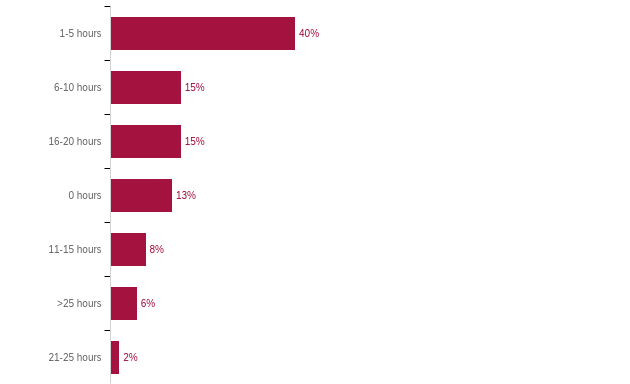 1-5 hours 40%
6-10 hours 15%
16-20 hours 15%
0 hours 13%
11-15 hours 8%
>25 hours 6%
21-25 hours 2%